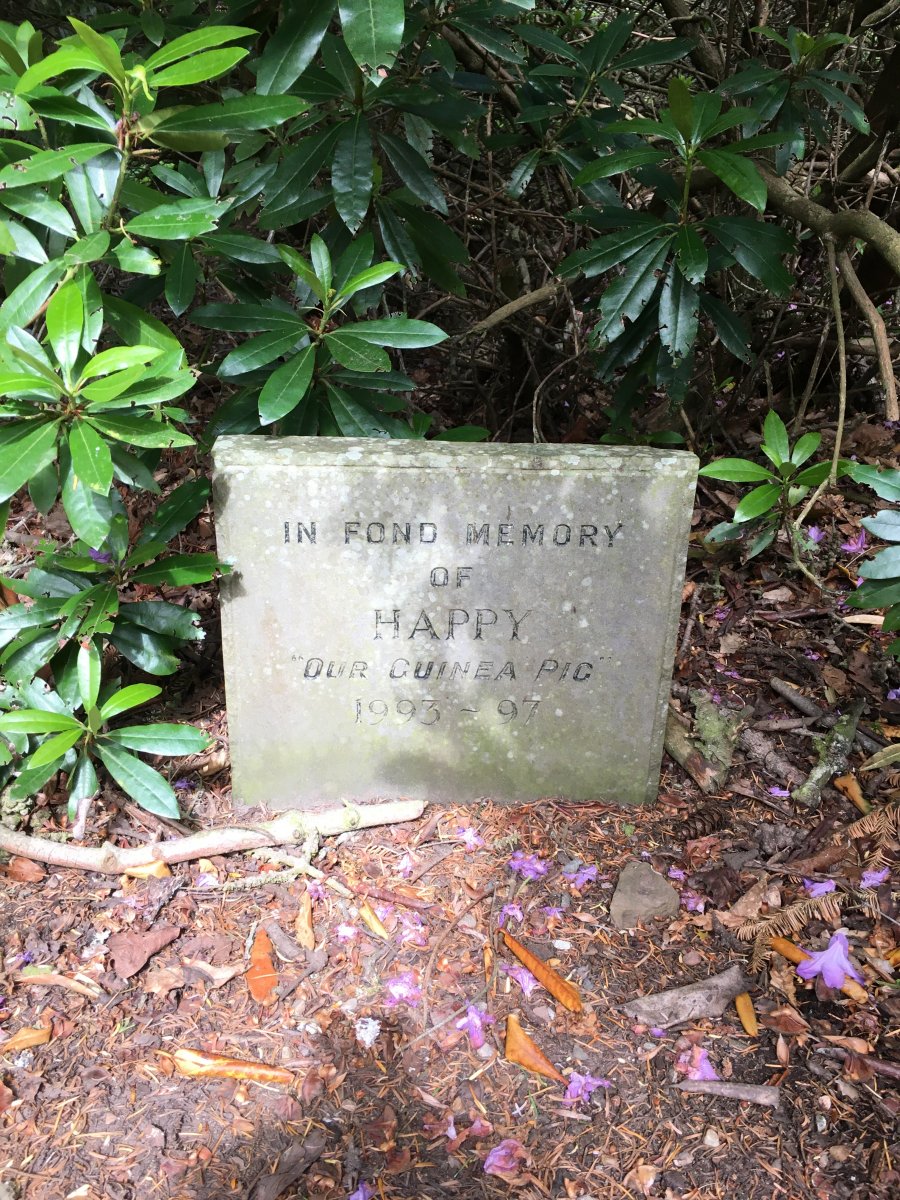 IN FOND MEMORY
OF
HAPPY
"OUR GUINEA PIG"
1993 - 97